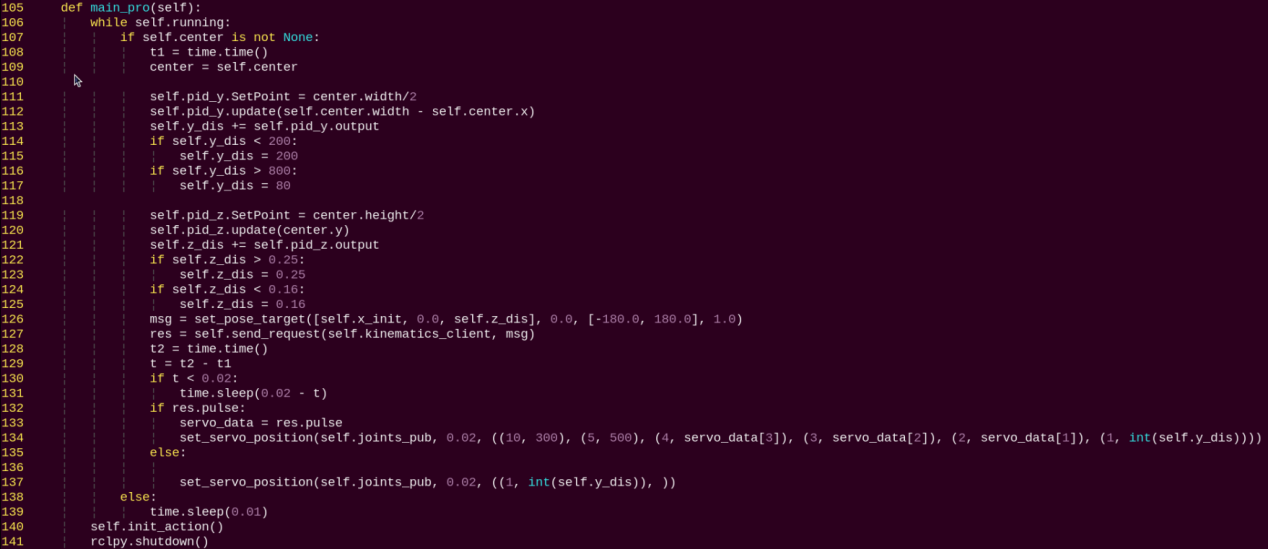 105     def main_pro(self):
106         while self.running:
107             if self.center is not None:
108                 t1 = time.time()
109                 center = self.center
110
111                 self.pid_y.SetPoint = center.width/2
112                 self.pid_y.update(self.center.width - self.center.x)
113                 self.y_dis += self.pid_y.output
114                 if self.y_dis < 200:
115                     self.y_dis = 200
116                 if self.y_dis > 800:
117                     self.y_dis = 80
118
119                 self.pid_z.SetPoint = center.height/2
120                 self.pid_z.update(center.y)
121                 self.z_dis += self.pid_z.output
122                 if self.z_dis > 0.25:
123                     self.z_dis = 0.25
124                 if self.z_dis < 0.16:
125                     self.z_dis = 0.16
126                 msg = set_pose_target([self.x_init, 0.0, self.z_dis], 0.0, [-180.0, 180.0], 1.0)
127                 res = self.send_request(self.kinematics_client, msg)
128                 t2 = time.time()
129                 t = t2 - t1
130                 if t < 0.02:
131                     time.sleep(0.02 - t)
132                 if res.pulse:
133                     servo_data = res.pulse
134                     set_servo_position(self.joints_pub, 0.02, ((10, 300), (5, 500), (4, servo_data[3]), (3, servo_data[2]), (2, servo_data[1]), (1, int(self.y_dis))))
135                 else:
136
137                     set_servo_position(self.joints_pub, 0.02, ((1, int(self.y_dis)), ))
138             else:
139                 time.sleep(0.01)
140         self.init_action()
141         rclpy.shutdown()